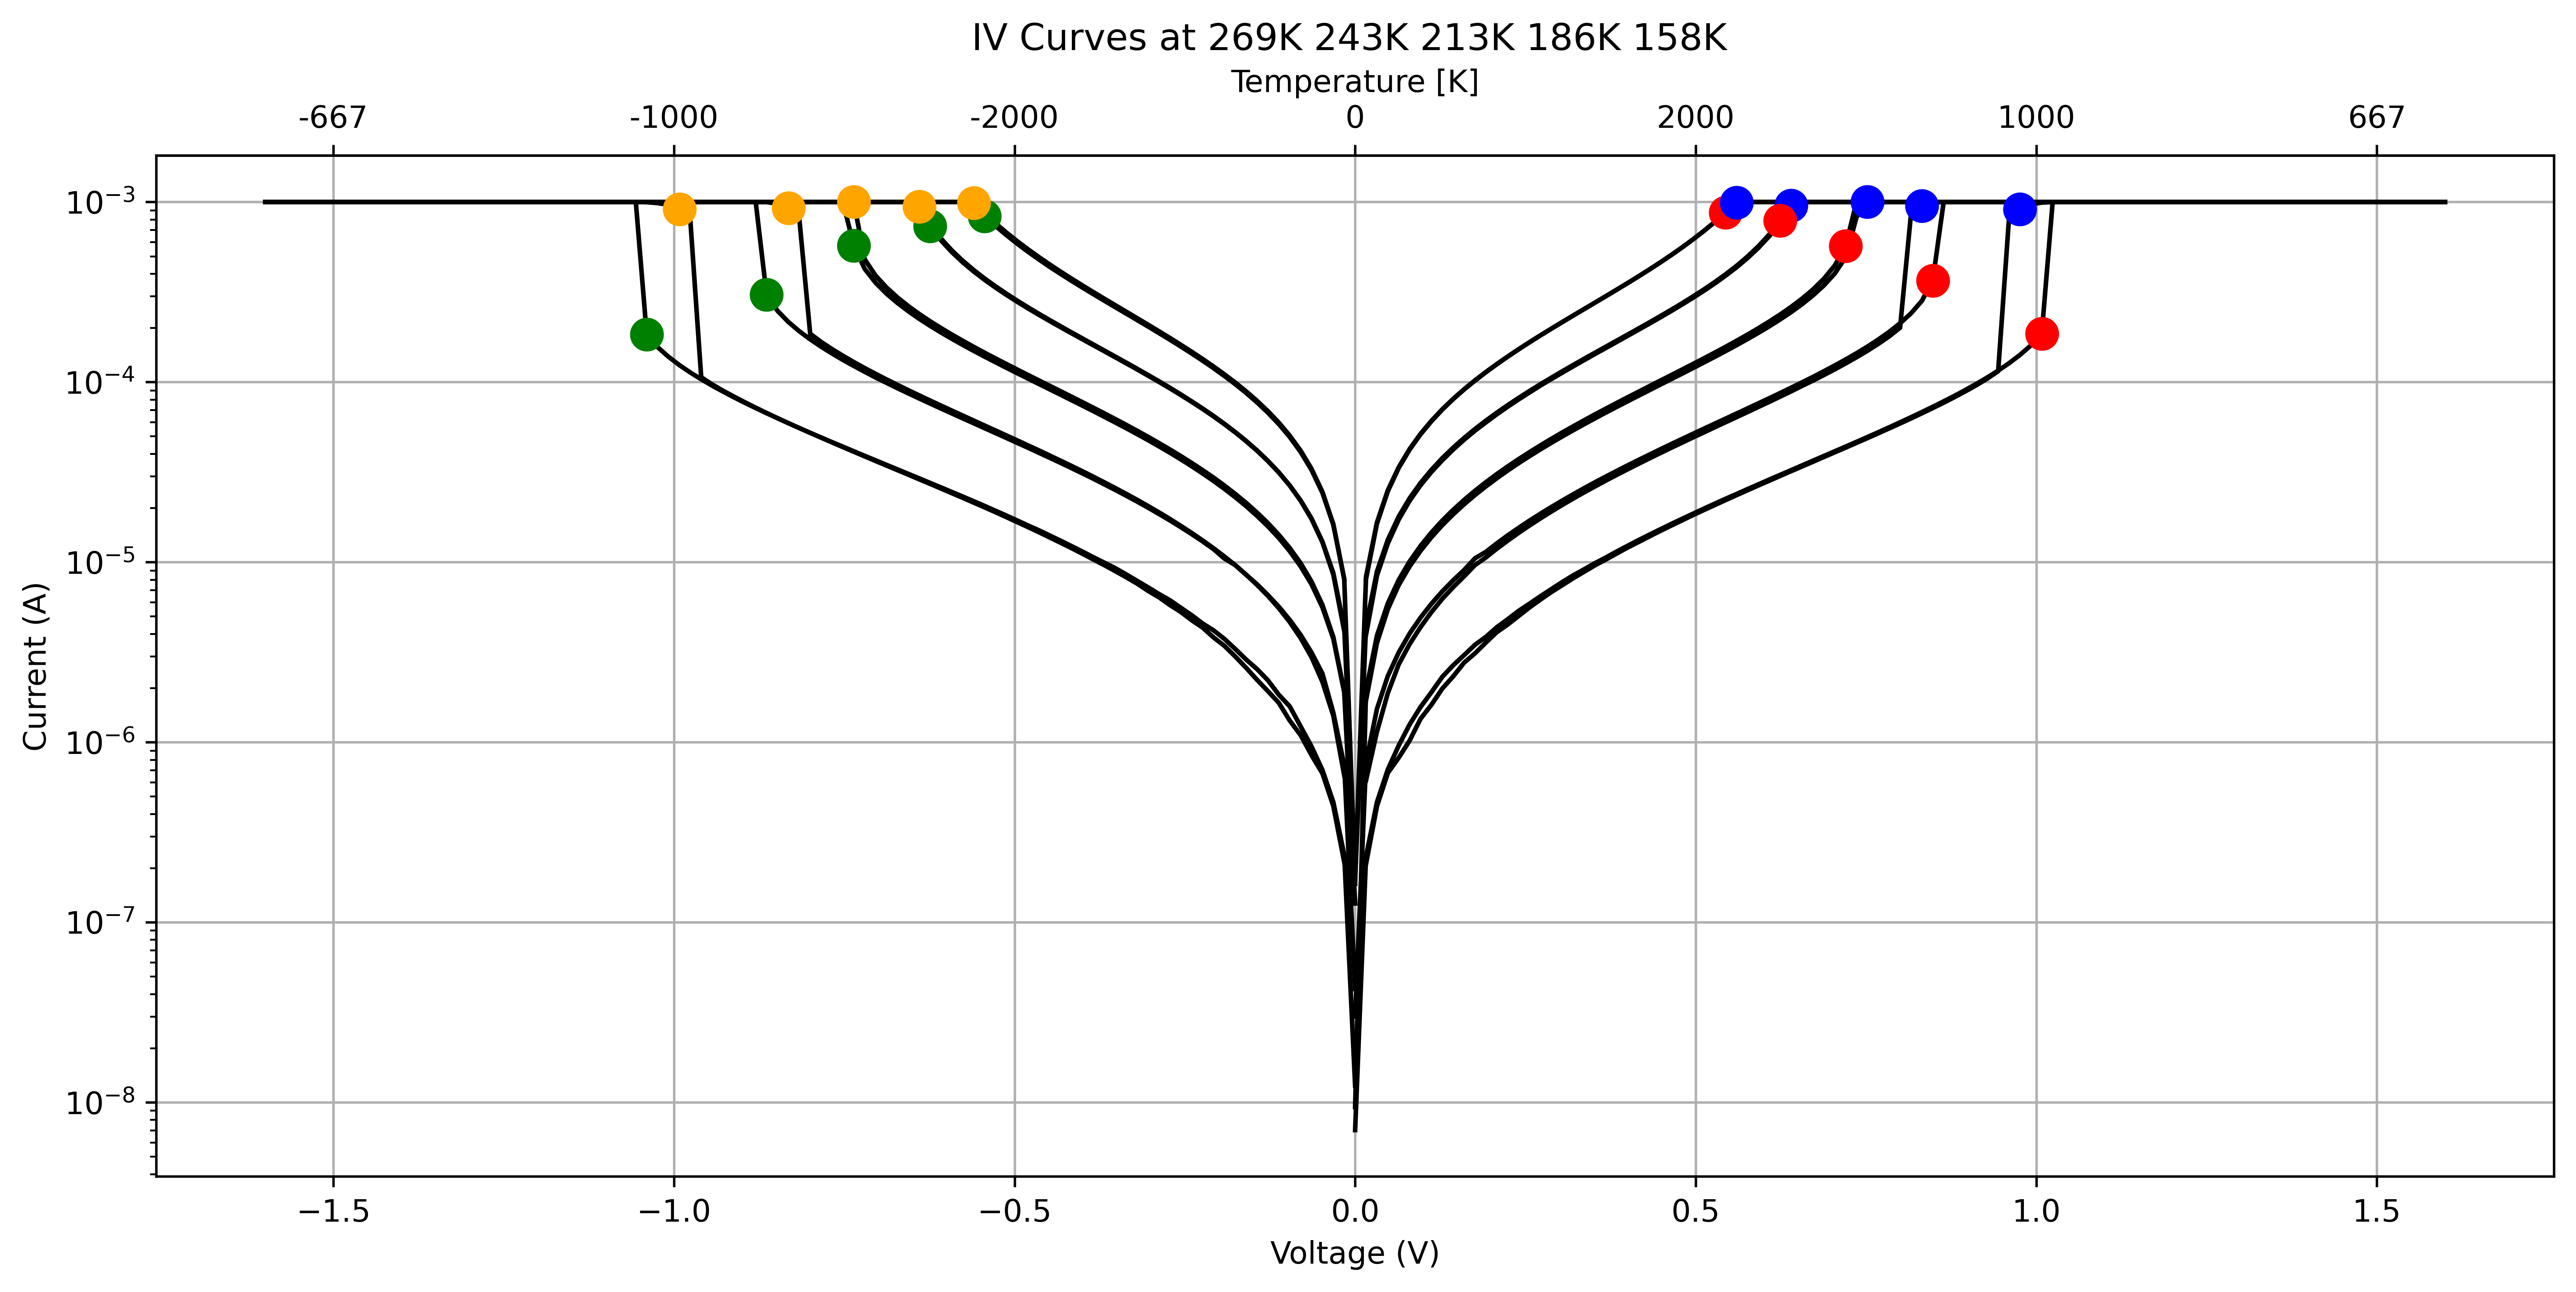 IV Curves at 269K 243K 213K 186K 158K
Temperature [K]
-667 -1000 -2000 0 2000 1000 667
10⁻³
10⁻⁴
10⁻⁵
10⁻⁶
10⁻⁷
10⁻⁸
Current (A)
−1.5 −1.0 −0.5 0.0 0.5 1.0 1.5
Voltage (V)